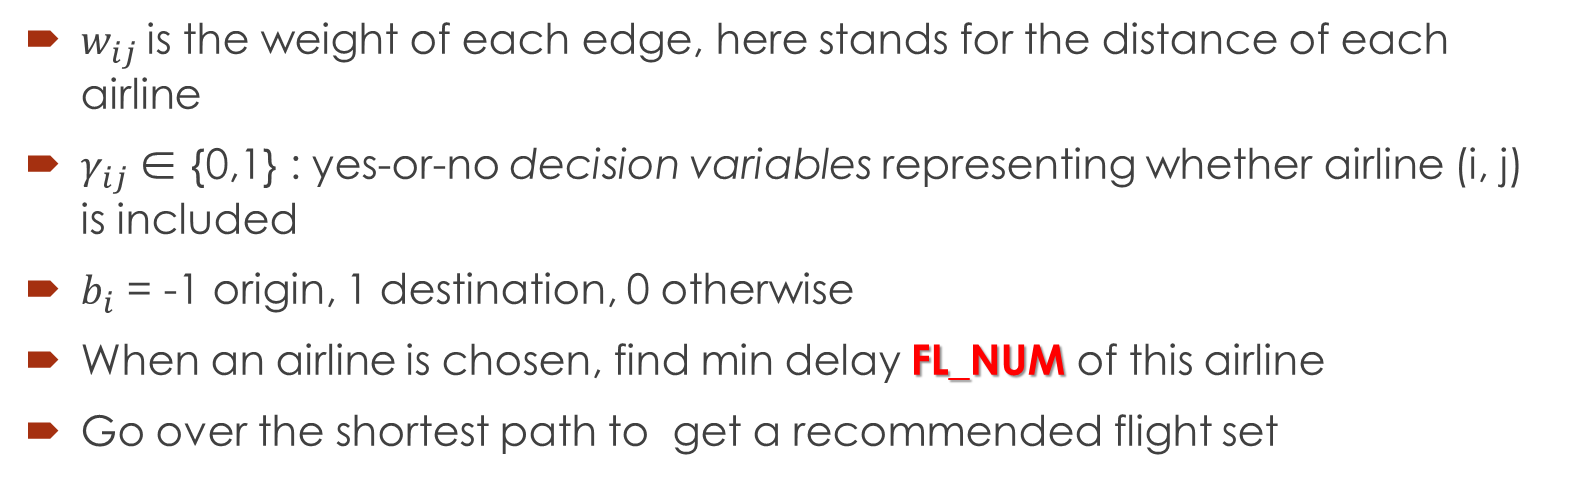 w_ij is the weight of each edge, here stands for the distance of each
airline
γ_ij ∈ {0,1} : yes-or-no decision variables representing whether airline (i, j)
is included
b_i = -1 origin, 1 destination, 0 otherwise
When an airline is chosen, find min delay FL_NUM of this airline
Go over the shortest path to  get a recommended flight set